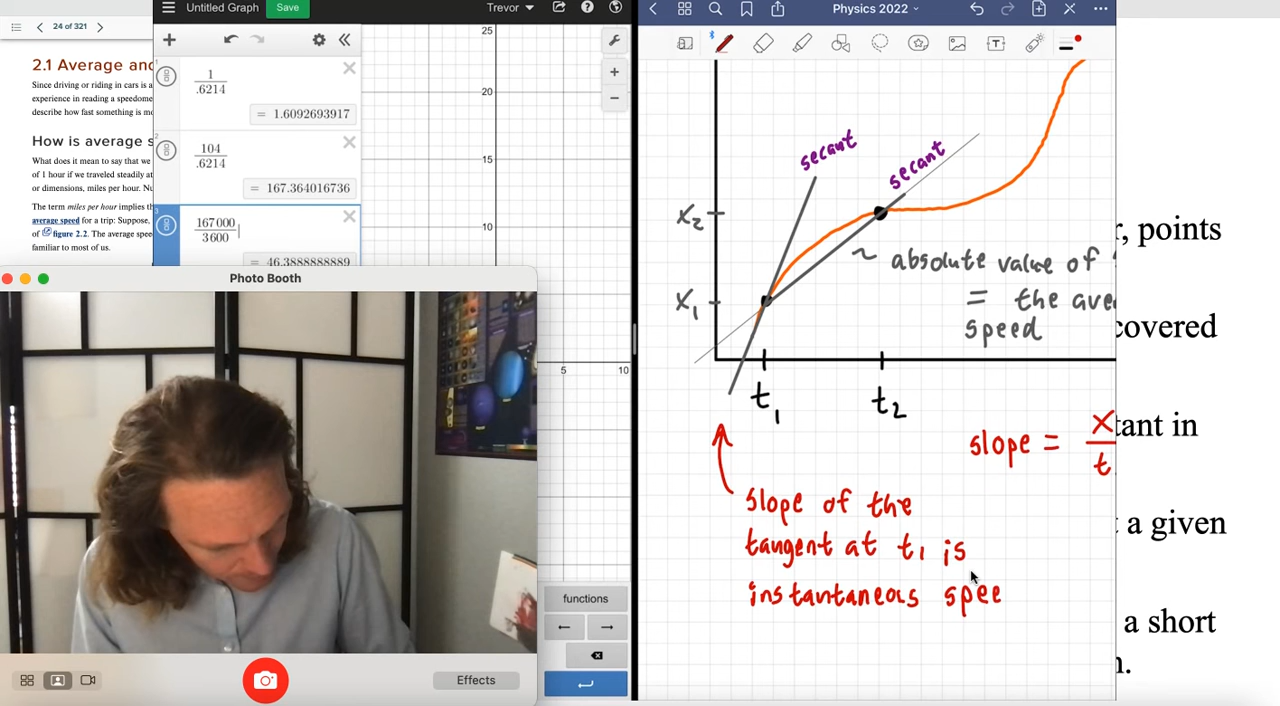 24 of 321
2.1 Average and
Since driving or riding in cars is a
experience in reading a speedome
describe how fast something is mo
How is average s
What does it mean to say that we
of 1 hour if we traveled steadily at
or dimensions, miles per hour. Nu
The term miles per hour implies th
average speed for a trip: Suppose,
of figure 2.2. The average spee
familiar to most of us.
Untitled Graph
Save
Trevor
1
1
.6214
= 1.6092693917
2
104
.6214
= 167.364016736
3
167000
3600
= 46.3888888889
25
20
15
10
5
10
functions
Photo Booth
Effects
Physics 2022
secant
secant
x2
x1
t1
t2
~ absolute value of
= the ave
speed
slope = x
t
slope of the
tangent at t1 is
instantaneous spee
r, points
covered
tant in
t a given
a short
n.